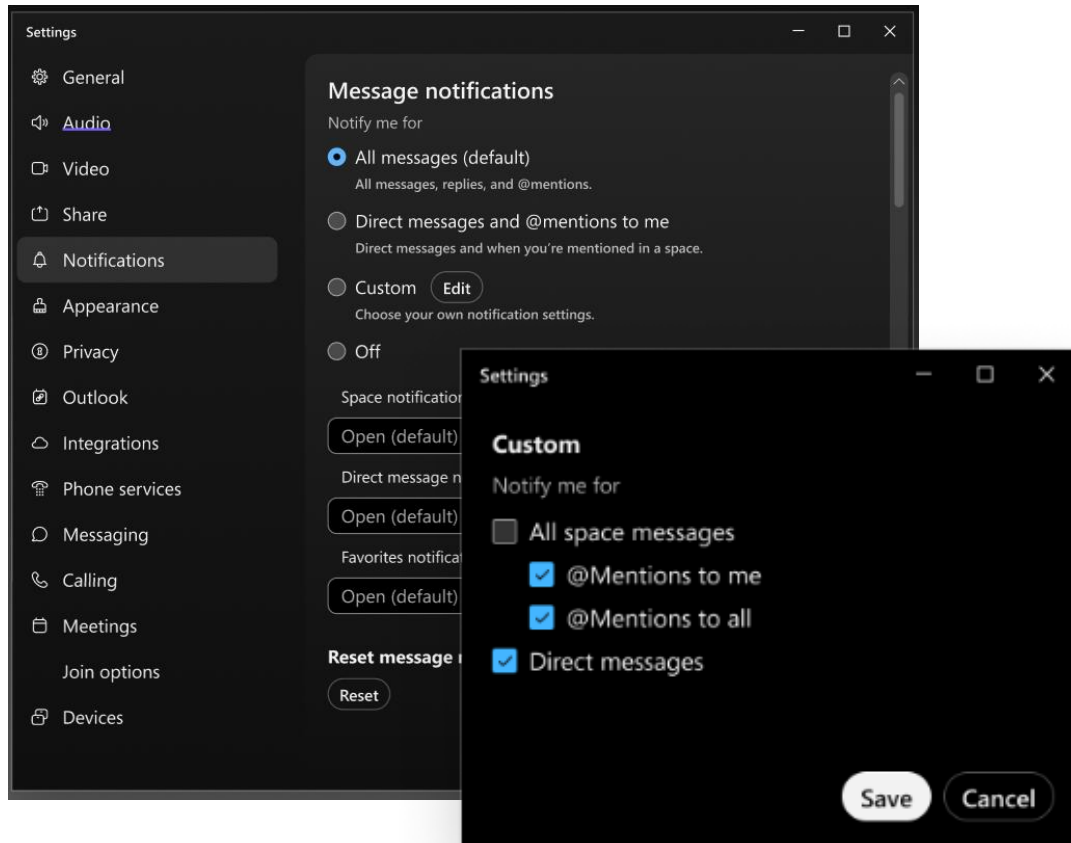 Settings
General
Audio
Video
Share
Notifications
Appearance
Privacy
Outlook
Integrations
Phone services
Messaging
Calling
Meetings
Join options
Devices
Message notifications
Notify me for
All messages (default)
All messages, replies, and @mentions.
Direct messages and @mentions to me
Direct messages and when you're mentioned in a space.
Custom Edit
Choose your own notification settings.
Off
Space notification
Open (default)
Direct message n
Open (default)
Favorites notifica
Open (default)
Reset message
Reset
Settings
Custom
Notify me for
All space messages
@Mentions to me
@Mentions to all
Direct messages
Save Cancel